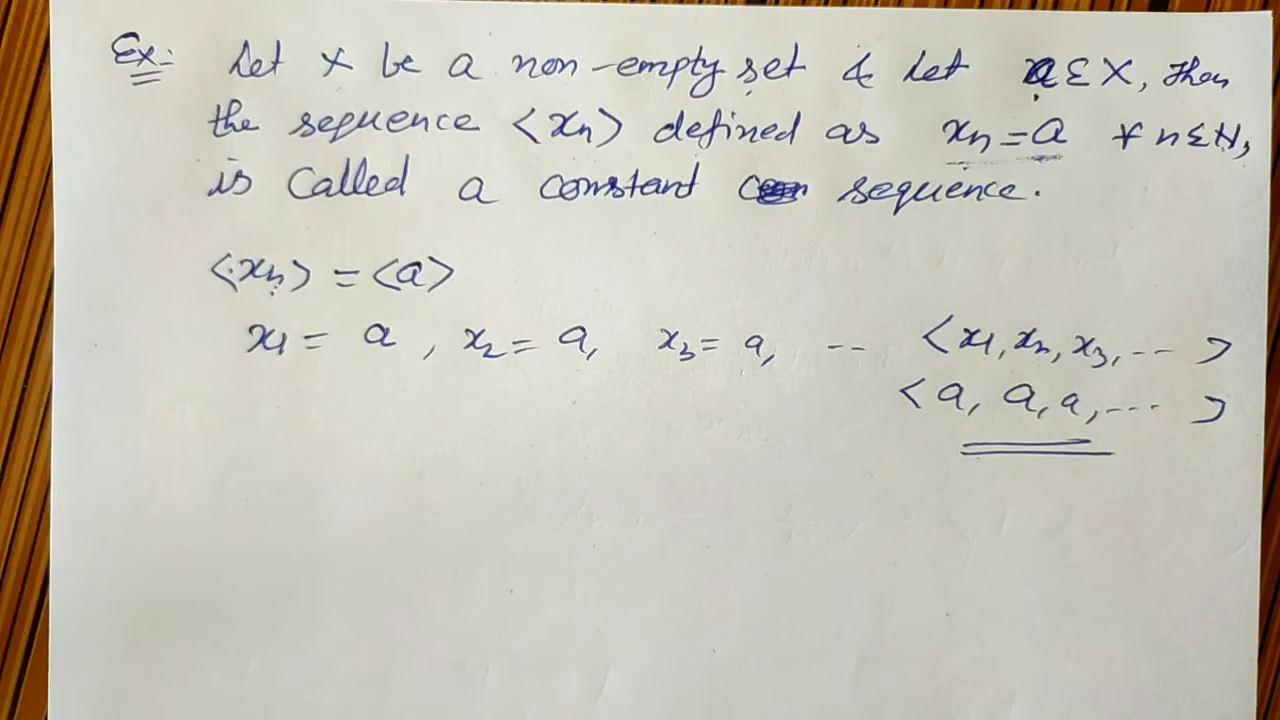 Ex:- Let X be a non-empty set & let a ∈ X, then
the sequence <xn> defined as xn = a ∀ n ∈ N,
is called a constant sequence.
<xn> = <a>
x1 = a, x2 = a, x3 = a, -- <x1, x2, x3, --- >
<a, a, a, ---- >